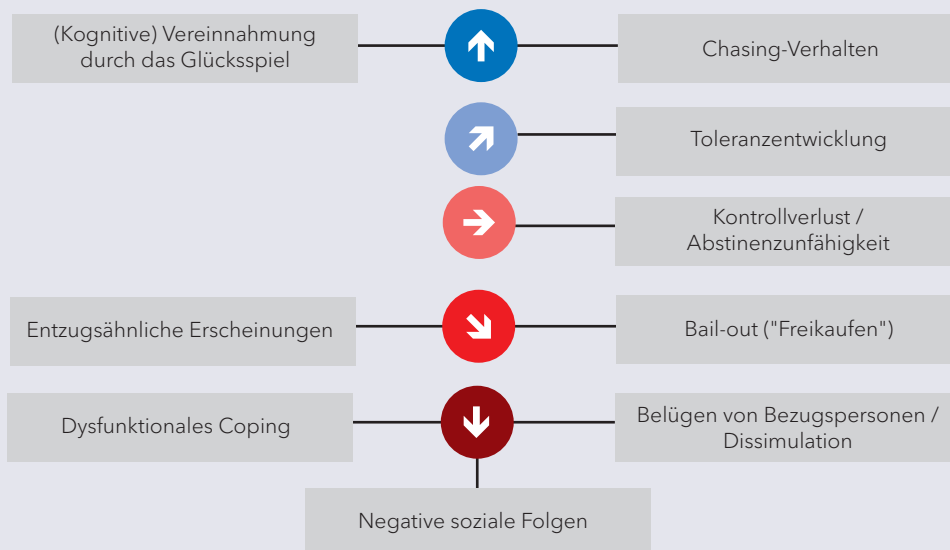 (Kognitive) Vereinnahmung
durch das Glücksspiel
Chasing-Verhalten
Toleranzentwicklung
Kontrollverlust /
Abstinenzunfähigkeit
Entzugsähnliche Erscheinungen
Bail-out ("Freikaufen")
Dysfunktionales Coping
Belügen von Bezugspersonen /
Dissimulation
Negative soziale Folgen